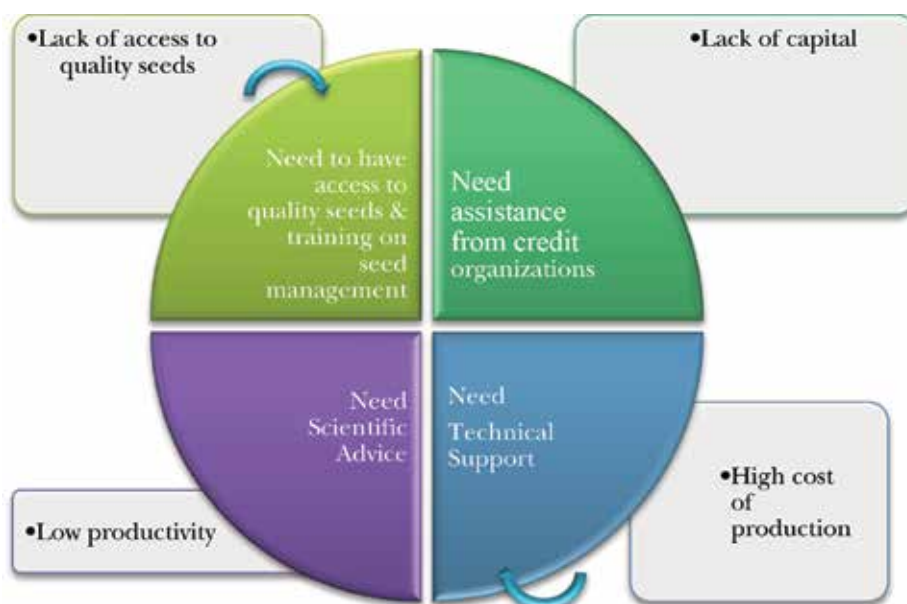 •Lack of access to
quality seeds
•Lack of capital
Need to have
access to
quality seeds &
training on
seed
management
Need
assistance
from credit
organizations
Need
Scientific
Advice
Need
Technical
Support
•Low productivity
•High cost
of
production